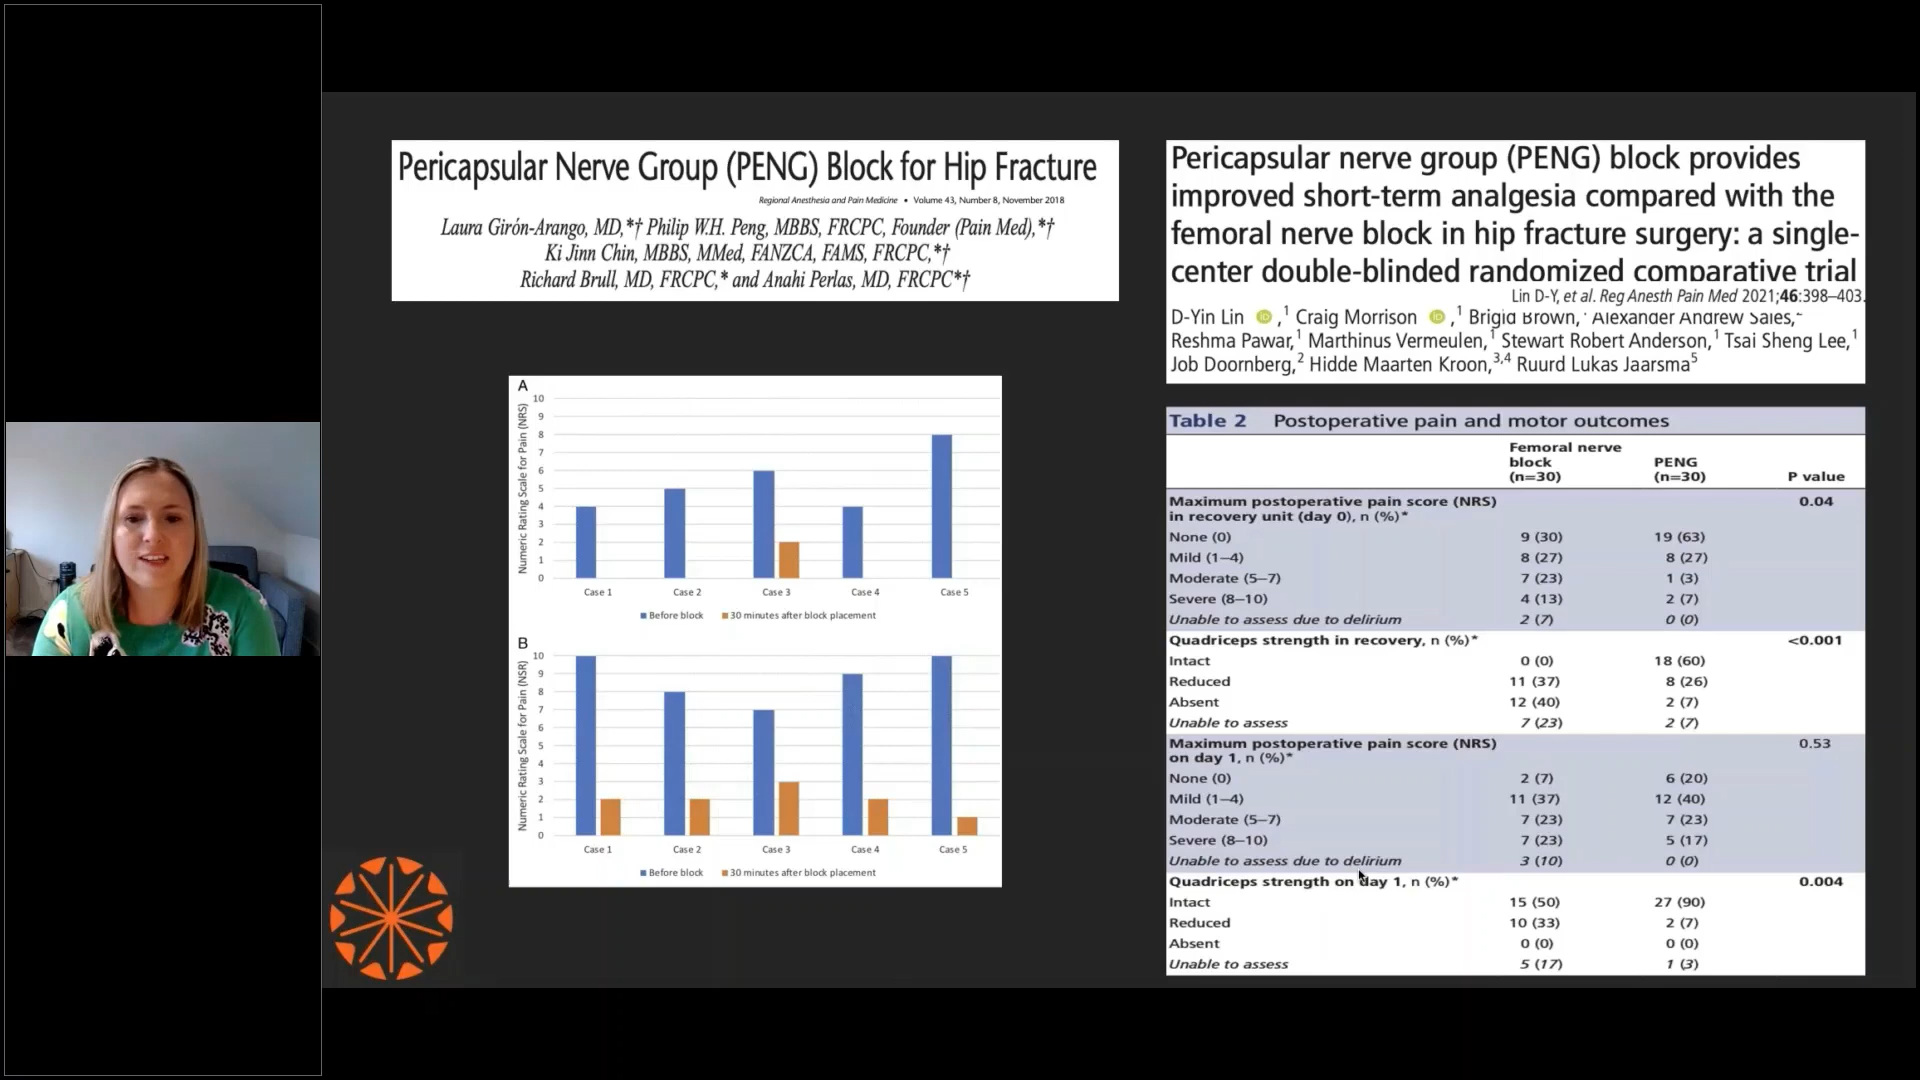 Pericapsular Nerve Group (PENG) Block for Hip Fracture
Regional Anesthesia and Pain Medicine • Volume 43, Number 8, November 2018
Laura Girón-Arango, MD,*† Philip W.H. Peng, MBBS, FRCPC, Founder (Pain Med),*†
Ki Jinn Chin, MBBS, MMed, FANZCA, FAMS, FRCPC,*†
Richard Brull, MD, FRCPC,* and Anahi Perlas, MD, FRCPC*†
A
Numeric Rating Scale for Pain (NRS)
10
9
8
7
6
5
4
3
2
1
0
Case 1 Case 2 Case 3 Case 4 Case 5
Before block 30 minutes after block placement
B
Numeric Rating Scale for Pain (NSR)
10
9
8
7
6
5
4
3
2
1
0
Case 1 Case 2 Case 3 Case 4 Case 5
Before block 30 minutes after block placement
Pericapsular nerve group (PENG) block provides
improved short-term analgesia compared with the
femoral nerve block in hip fracture surgery: a single-
center double-blinded randomized comparative trial
Lin D-Y, et al. Reg Anesth Pain Med 2021;46:398–403.
D-Yin Lin iD ,1 Craig Morrison iD ,1 Brigid Brown,1 Alexander Andrew Sales,2
Reshma Pawar,1 Marthinus Vermeulen,1 Stewart Robert Anderson,1 Tsai Sheng Lee,1
Job Doornberg,2 Hidde Maarten Kroon,3,4 Ruurd Lukas Jaarsma5
Table 2 Postoperative pain and motor outcomes
Femoral nerve
block PENG
(n=30) (n=30) P value
Maximum postoperative pain score (NRS) 0.04
in recovery unit (day 0), n (%)*
None (0) 9 (30) 19 (63)
Mild (1–4) 8 (27) 8 (27)
Moderate (5–7) 7 (23) 1 (3)
Severe (8–10) 4 (13) 2 (7)
Unable to assess due to delirium 2 (7) 0 (0)
Quadriceps strength in recovery, n (%)* <0.001
Intact 0 (0) 18 (60)
Reduced 11 (37) 8 (26)
Absent 12 (40) 2 (7)
Unable to assess 7 (23) 2 (7)
Maximum postoperative pain score (NRS) 0.53
on day 1, n (%)*
None (0) 2 (7) 6 (20)
Mild (1–4) 11 (37) 12 (40)
Moderate (5–7) 7 (23) 7 (23)
Severe (8–10) 7 (23) 5 (17)
Unable to assess due to delirium 3 (10) 0 (0)
Quadriceps strength on day 1, n (%)* 0.004
Intact 15 (50) 27 (90)
Reduced 10 (33) 2 (7)
Absent 0 (0) 0 (0)
Unable to assess 5 (17) 1 (3)